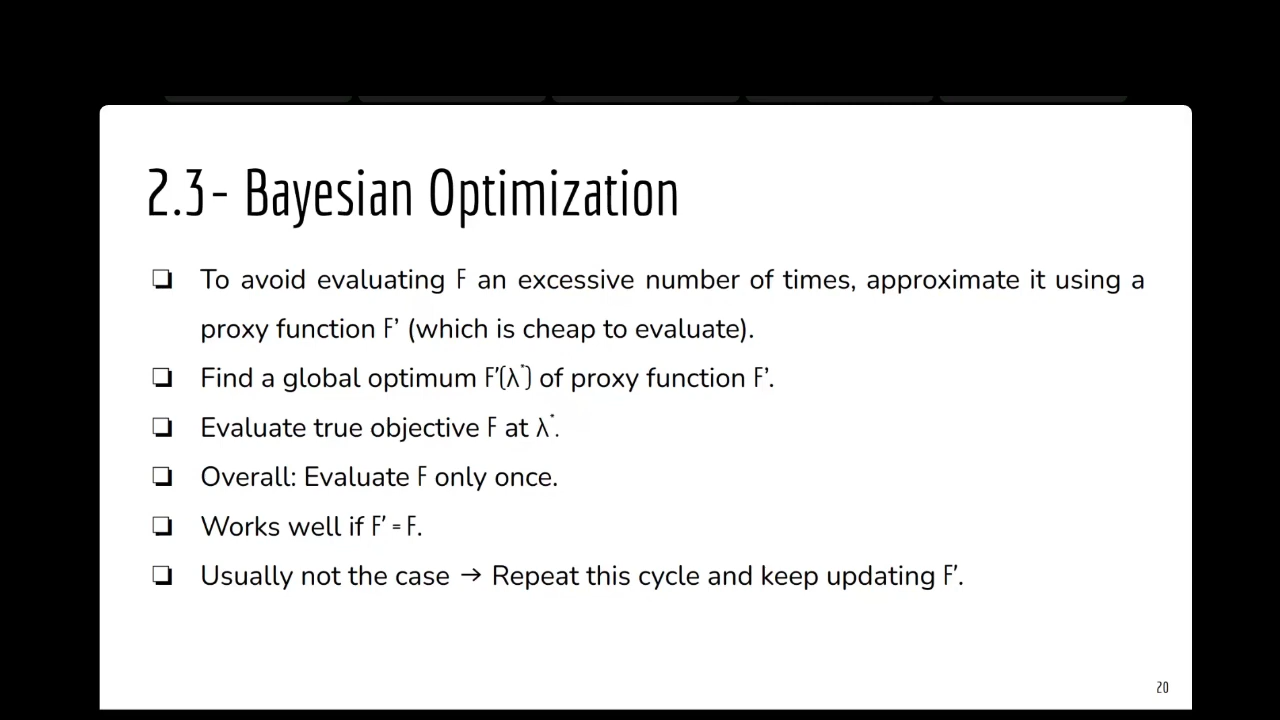 2.3- Bayesian Optimization
❏ To avoid evaluating F an excessive number of times, approximate it using a
proxy function F’ (which is cheap to evaluate).
❏ Find a global optimum F’(λ*) of proxy function F’.
❏ Evaluate true objective F at λ*.
❏ Overall: Evaluate F only once.
❏ Works well if F’ = F.
❏ Usually not the case → Repeat this cycle and keep updating F’.
20